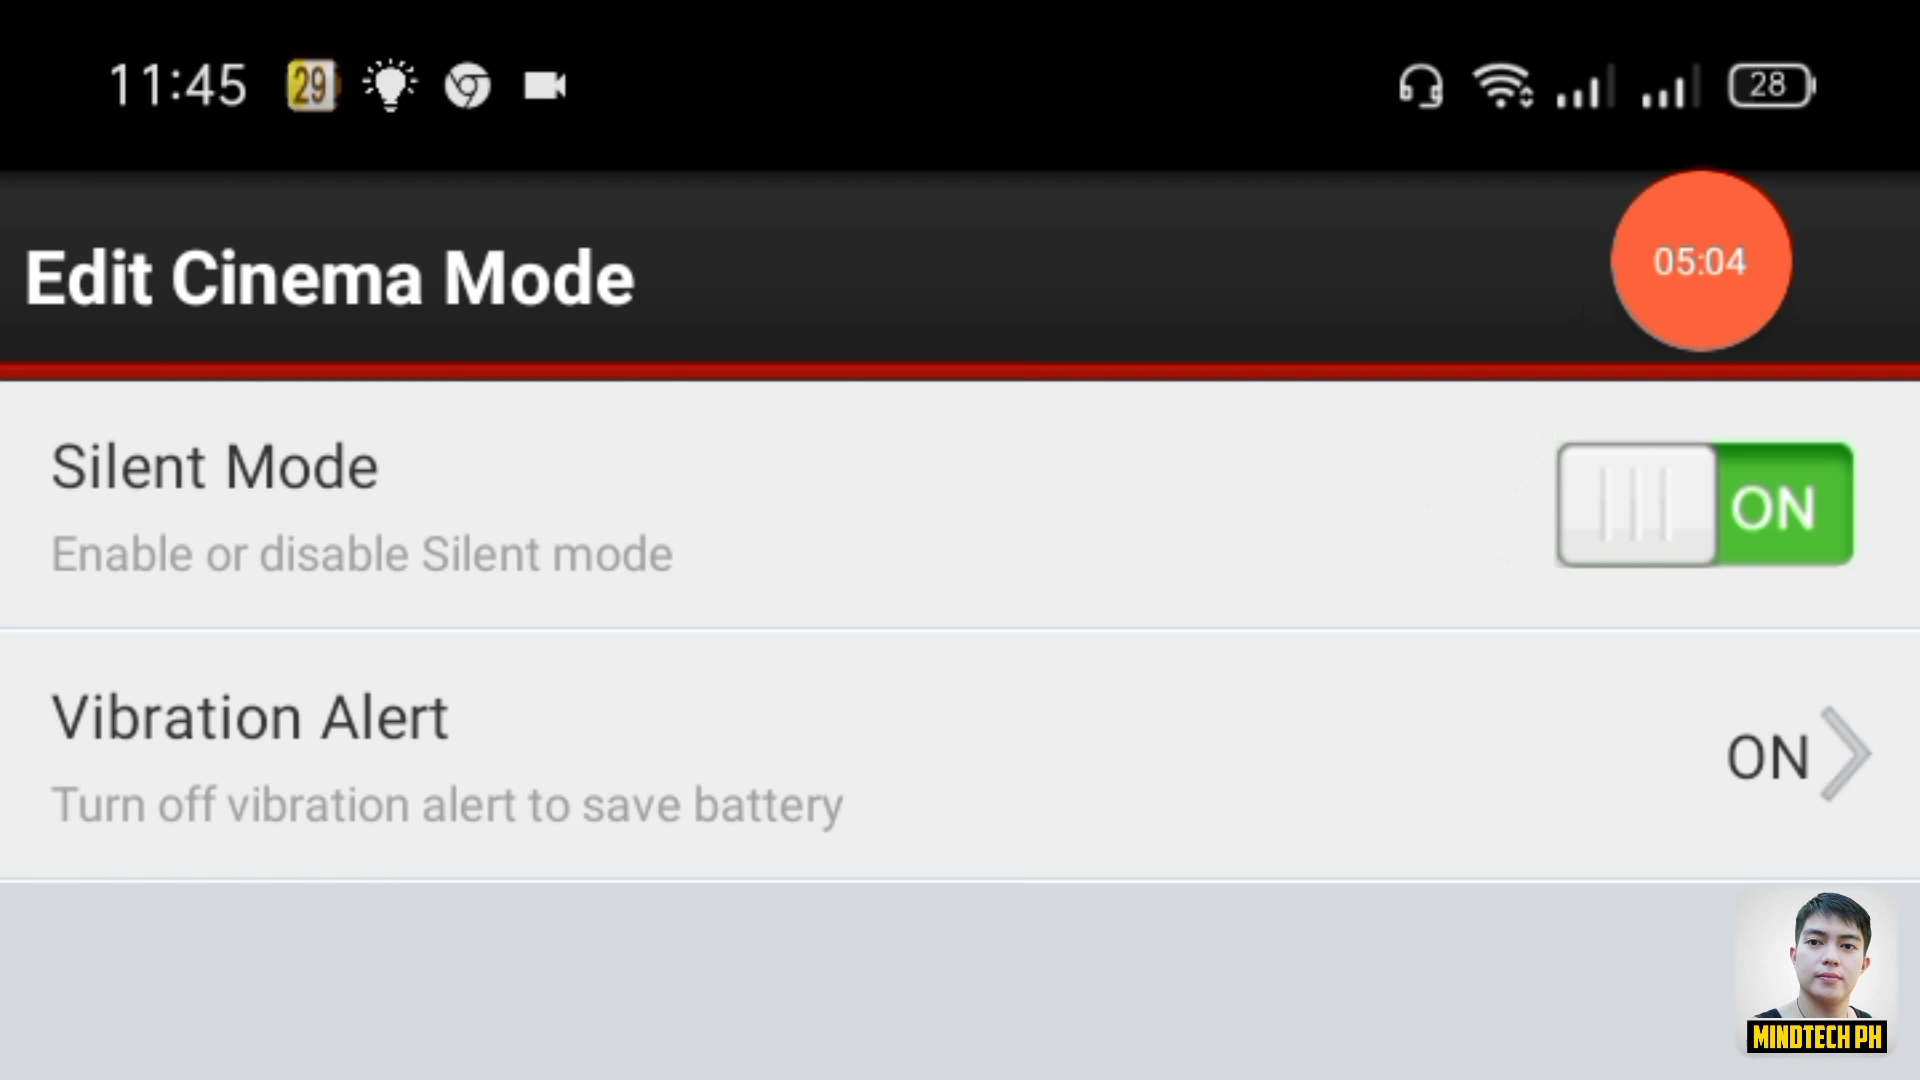 11:45 29 28
Edit Cinema Mode 05:04
Silent Mode
Enable or disable Silent mode
ON
Vibration Alert
Turn off vibration alert to save battery
ON
MINDTECH PH